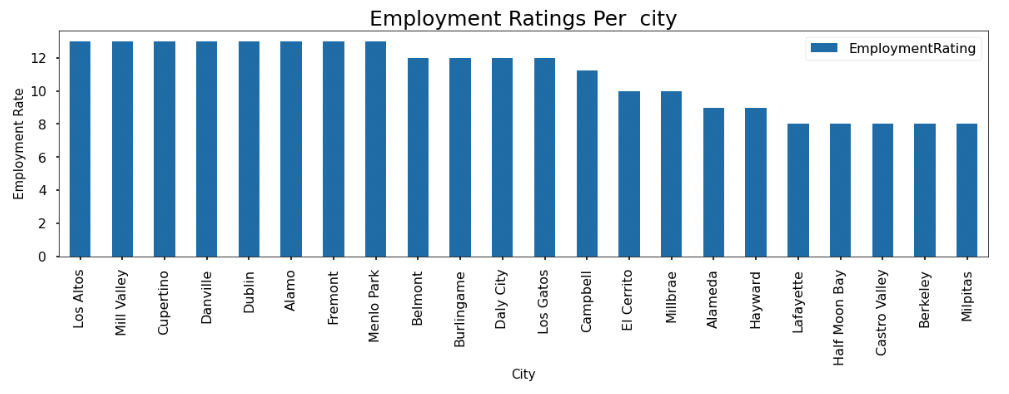 Employment Ratings Per  city
EmploymentRating
Employment Rate
12
10
8
6
4
2
0
Los Altos
Mill Valley
Cupertino
Danville
Dublin
Alamo
Fremont
Menlo Park
Belmont
Burlingame
Daly City
Los Gatos
Campbell
El Cerrito
Millbrae
Alameda
Hayward
Lafayette
Half Moon Bay
Castro Valley
Berkeley
Milpitas
City